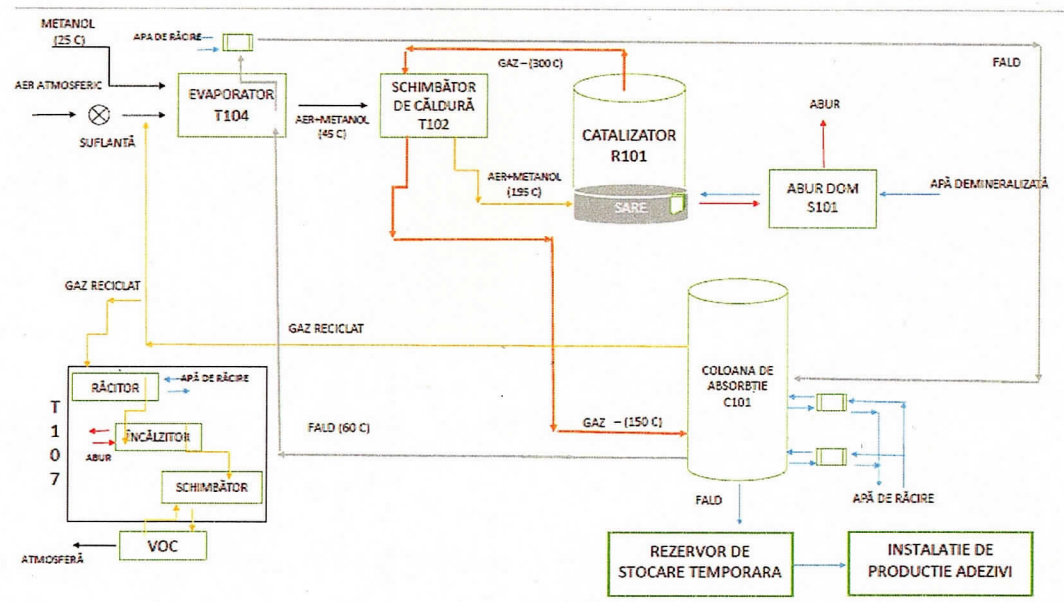 METANOL
(25 C)
APA DE RĂCIRE
AER ATMOSFERIC
SUFLANTĂ
EVAPORATOR
T104
AER+METANOL
(45 C)
SCHIMBĂTOR
DE CĂLDURĂ
T102
GAZ – (300 C)
AER+METANOL
(195 C)
CATALIZATOR
R101
SARE
ABUR
ABUR DOM
S101
APĂ DEMINERALIZATĂ
FALD
GAZ RECICLAT
GAZ RECICLAT
COLOANA DE
ABSORBȚIE
C101
GAZ – (150 C)
FALD (60 C)
APĂ DE RĂCIRE
FALD
T
1
0
7
RĂCITOR
APĂ DE RĂCIRE
ÎNCĂLZITOR
ABUR
SCHIMBĂTOR
VOC
ATMOSFERĂ
REZERVOR DE
STOCARE TEMPORARA
INSTALATIE DE
PRODUCTIE ADEZIVI